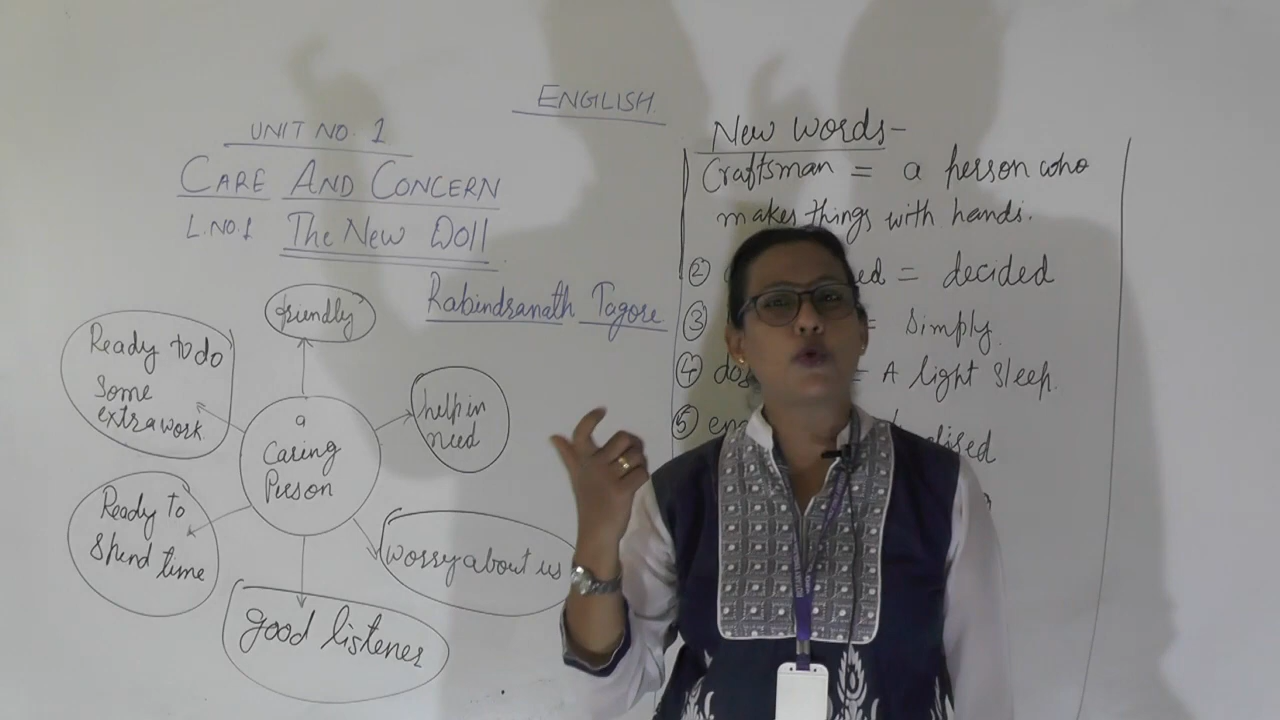 ENGLISH
UNIT NO. 1
CARE AND CONCERN
L.NO.1 The New Doll
Rabindranath Tagore
friendly
Ready to do
some
extra work
help in
need
a
Caring
Person
Ready to
spend time
worry about us
good listener
New words-
Craftsman = a person who
makes things with hands.
② = decided
③ = Simply.
④ = A light sleep.
⑤